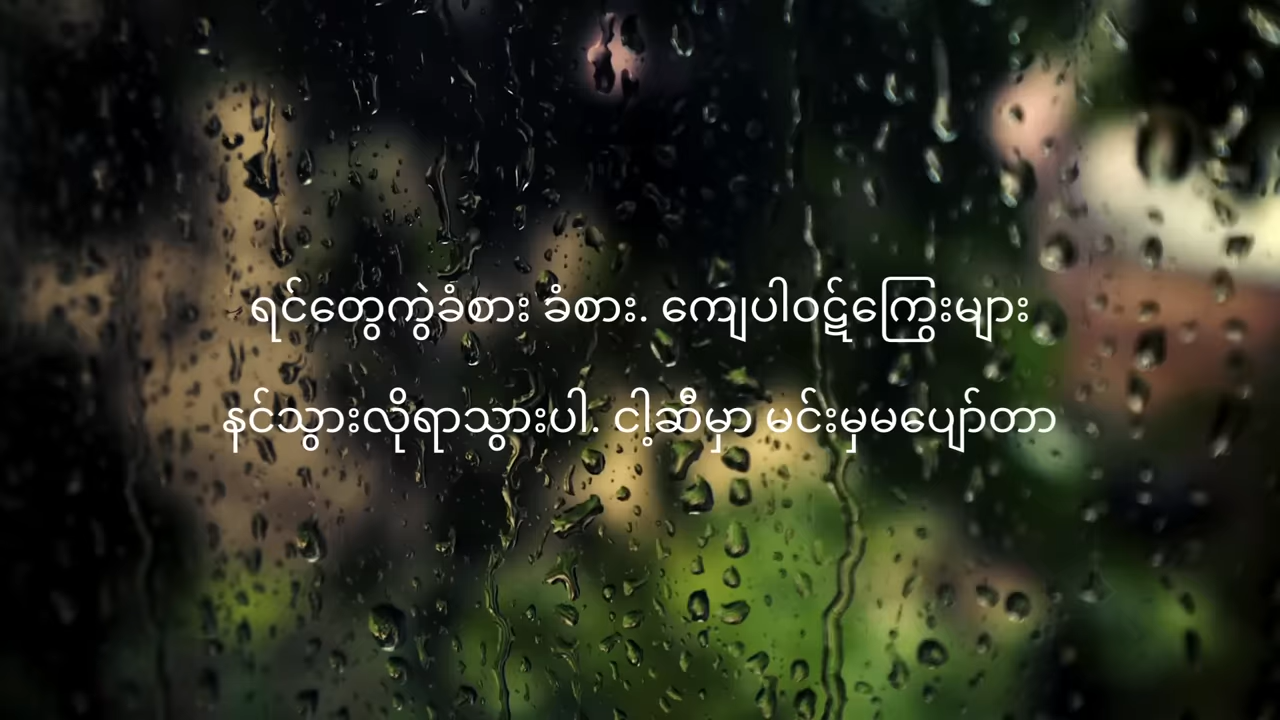 ရင်တွေကွဲခံစား ခံစား. ကျေပါဝဋ်ကြွေးများ
နင်သွားလိုရာသွားပါ. ငါ့ဆီမှာ မင်းမှမပျော်တာ